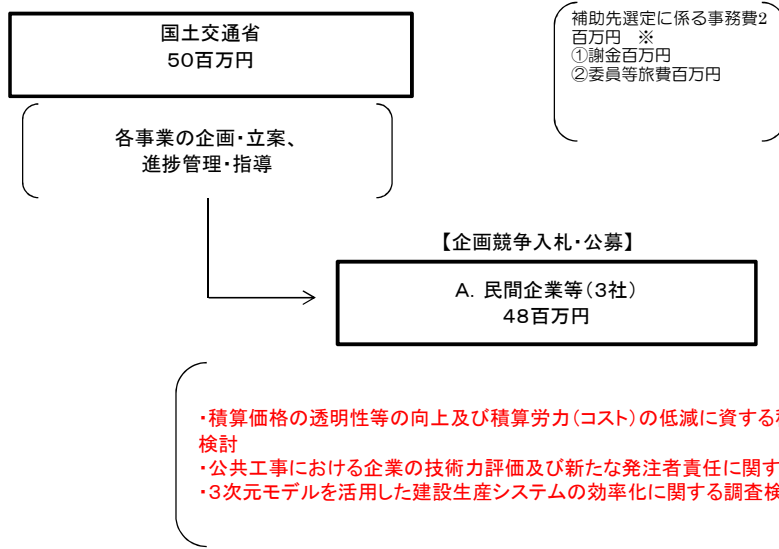 国土交通省
50百万円
補助先選定に係る事務費2
百万円　※
①謝金百万円
②委員等旅費百万円
各事業の企画・立案、
進捗管理・指導
【企画競争入札・公募】
A．民間企業等（3社）
48百万円
・積算価格の透明性等の向上及び積算労力（コスト）の低減に資する
検討
・公共工事における企業の技術力評価及び新たな発注者責任に関す
・3次元モデルを活用した建設生産システムの効率化に関する調査検